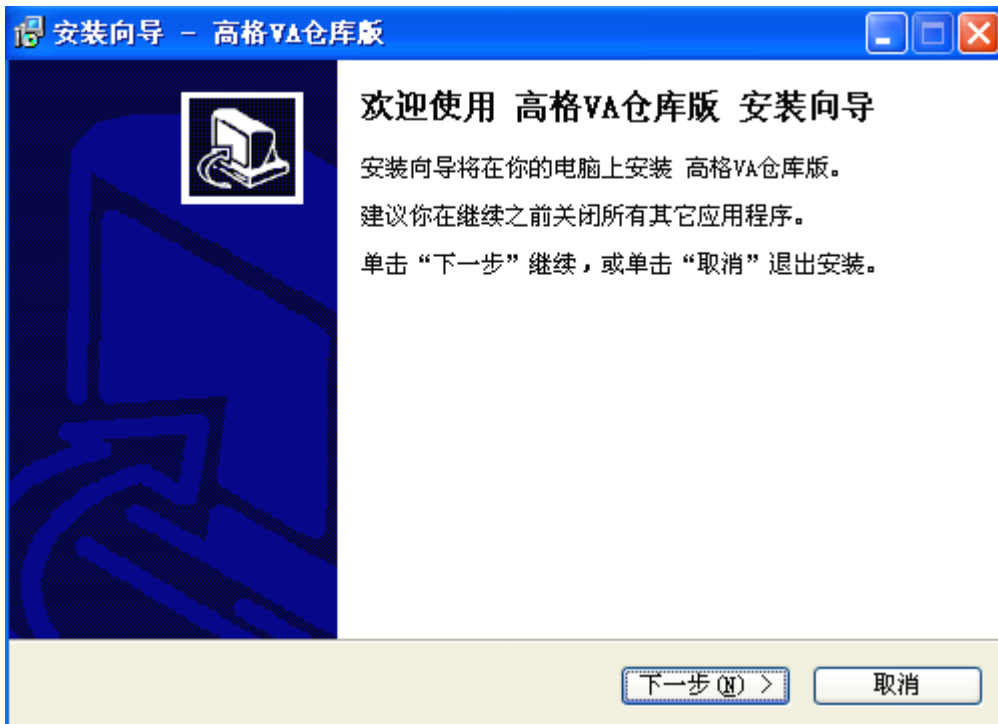 安装向导 - 高格VA仓库版
欢迎使用 高格VA仓库版 安装向导
安装向导将在你的电脑上安装 高格VA仓库版。
建议你在继续之前关闭所有其它应用程序。
单击“下一步”继续，或单击“取消”退出安装。
下一步(N) >
取消